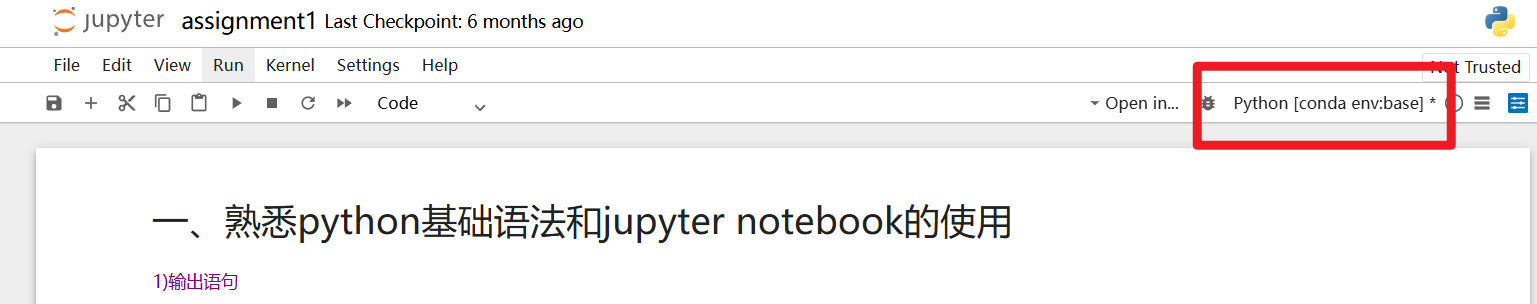 jupyter assignment1 Last Checkpoint: 6 months ago
File Edit View Run Kernel Settings Help Not Trusted
Code Open in... Python [conda env:base] *
一、熟悉python基础语法和jupyter notebook的使用
1)输出语句